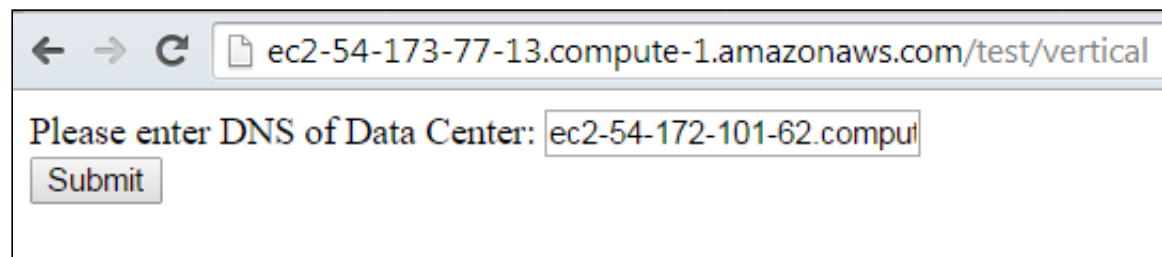 ec2-54-173-77-13.compute-1.amazonaws.com/test/vertical
Please enter DNS of Data Center: ec2-54-172-101-62.comput
Submit